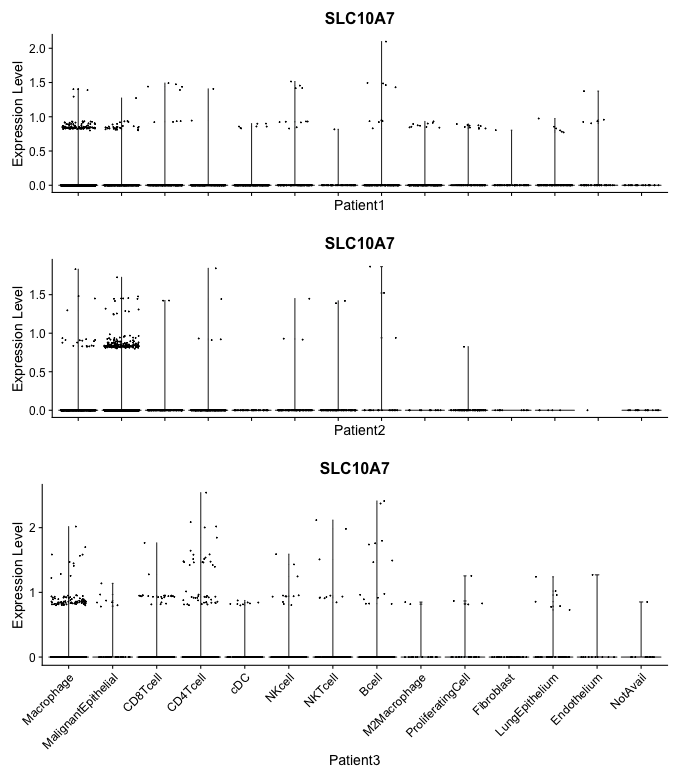 SLC10A7
Expression Level
2.0
1.5
1.0
0.5
0.0
Patient1
SLC10A7
Expression Level
1.5
1.0
0.5
0.0
Patient2
SLC10A7
Expression Level
2
1
0
Macrophage
MalignantEpithelial
CD8Tcell
CD4Tcell
cDC
NKcell
NKTcell
Bcell
M2Macrophage
ProliferatingCell
Fibroblast
LungEpithelium
Endothelium
NotAvail
Patient3